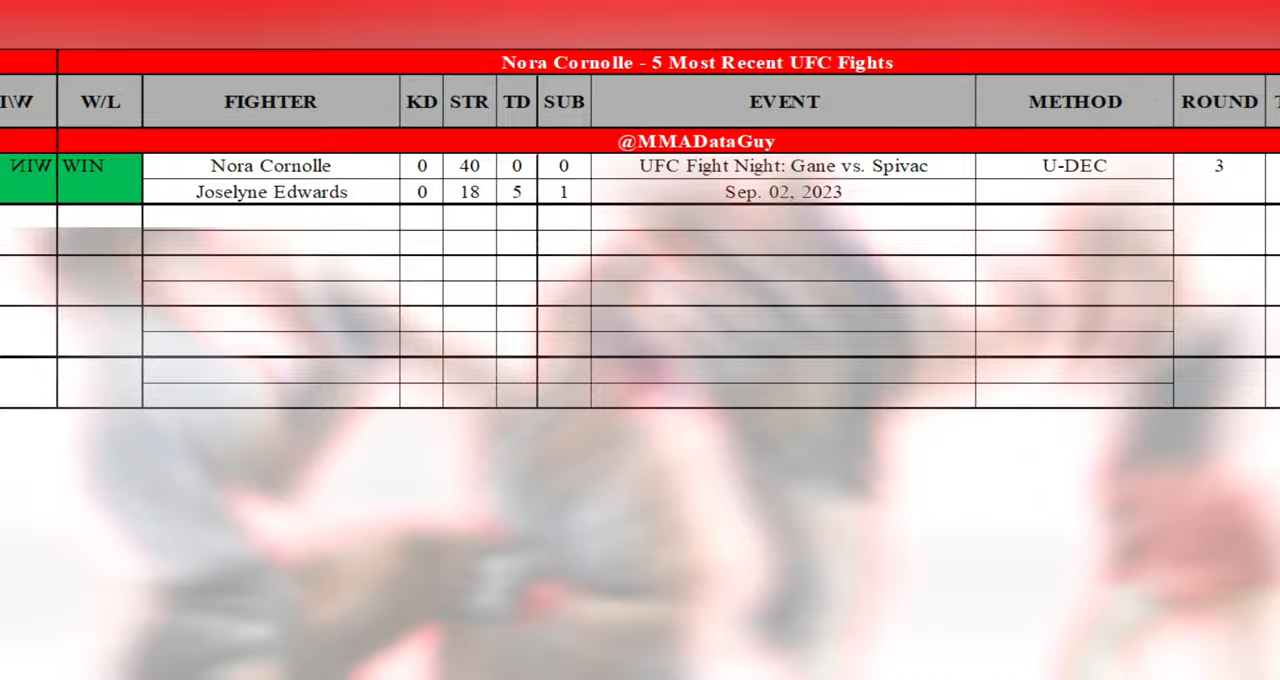 Nora Cornolle - 5 Most Recent UFC Fights
W/L FIGHTER KD STR TD SUB EVENT METHOD ROUND
@MMADataGuy
WIN Nora Cornolle 0 40 0 0 UFC Fight Night: Gane vs. Spivac U-DEC 3
Joselyne Edwards 0 18 5 1 Sep. 02, 2023